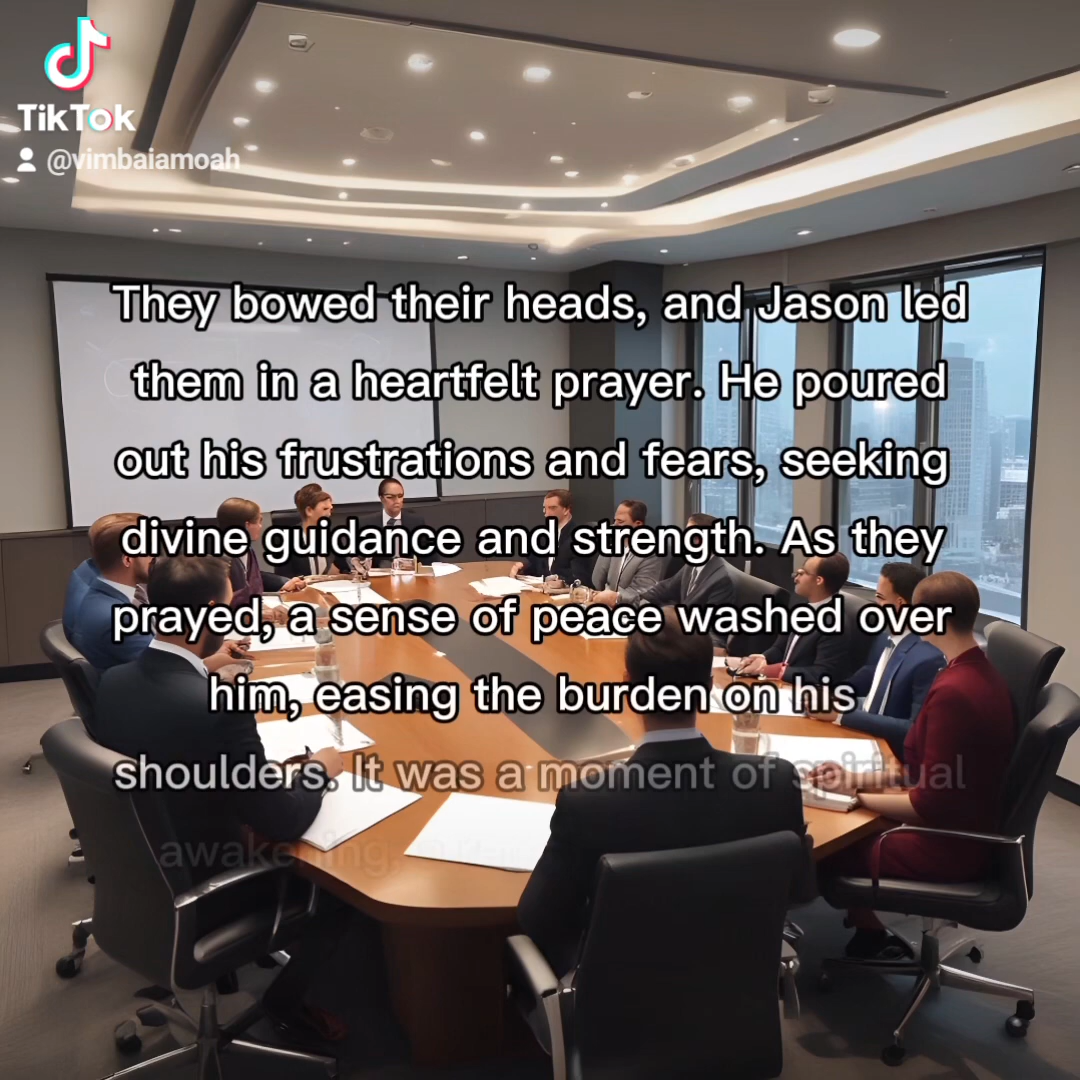 TikTok
@vimbaiamoah
They bowed their heads, and Jason led
them in a heartfelt prayer. He poured
out his frustrations and fears, seeking
divine guidance and strength. As they
prayed, a sense of peace washed over
him, easing the burden on his
shoulders. It was a moment of spiritual
awakening,